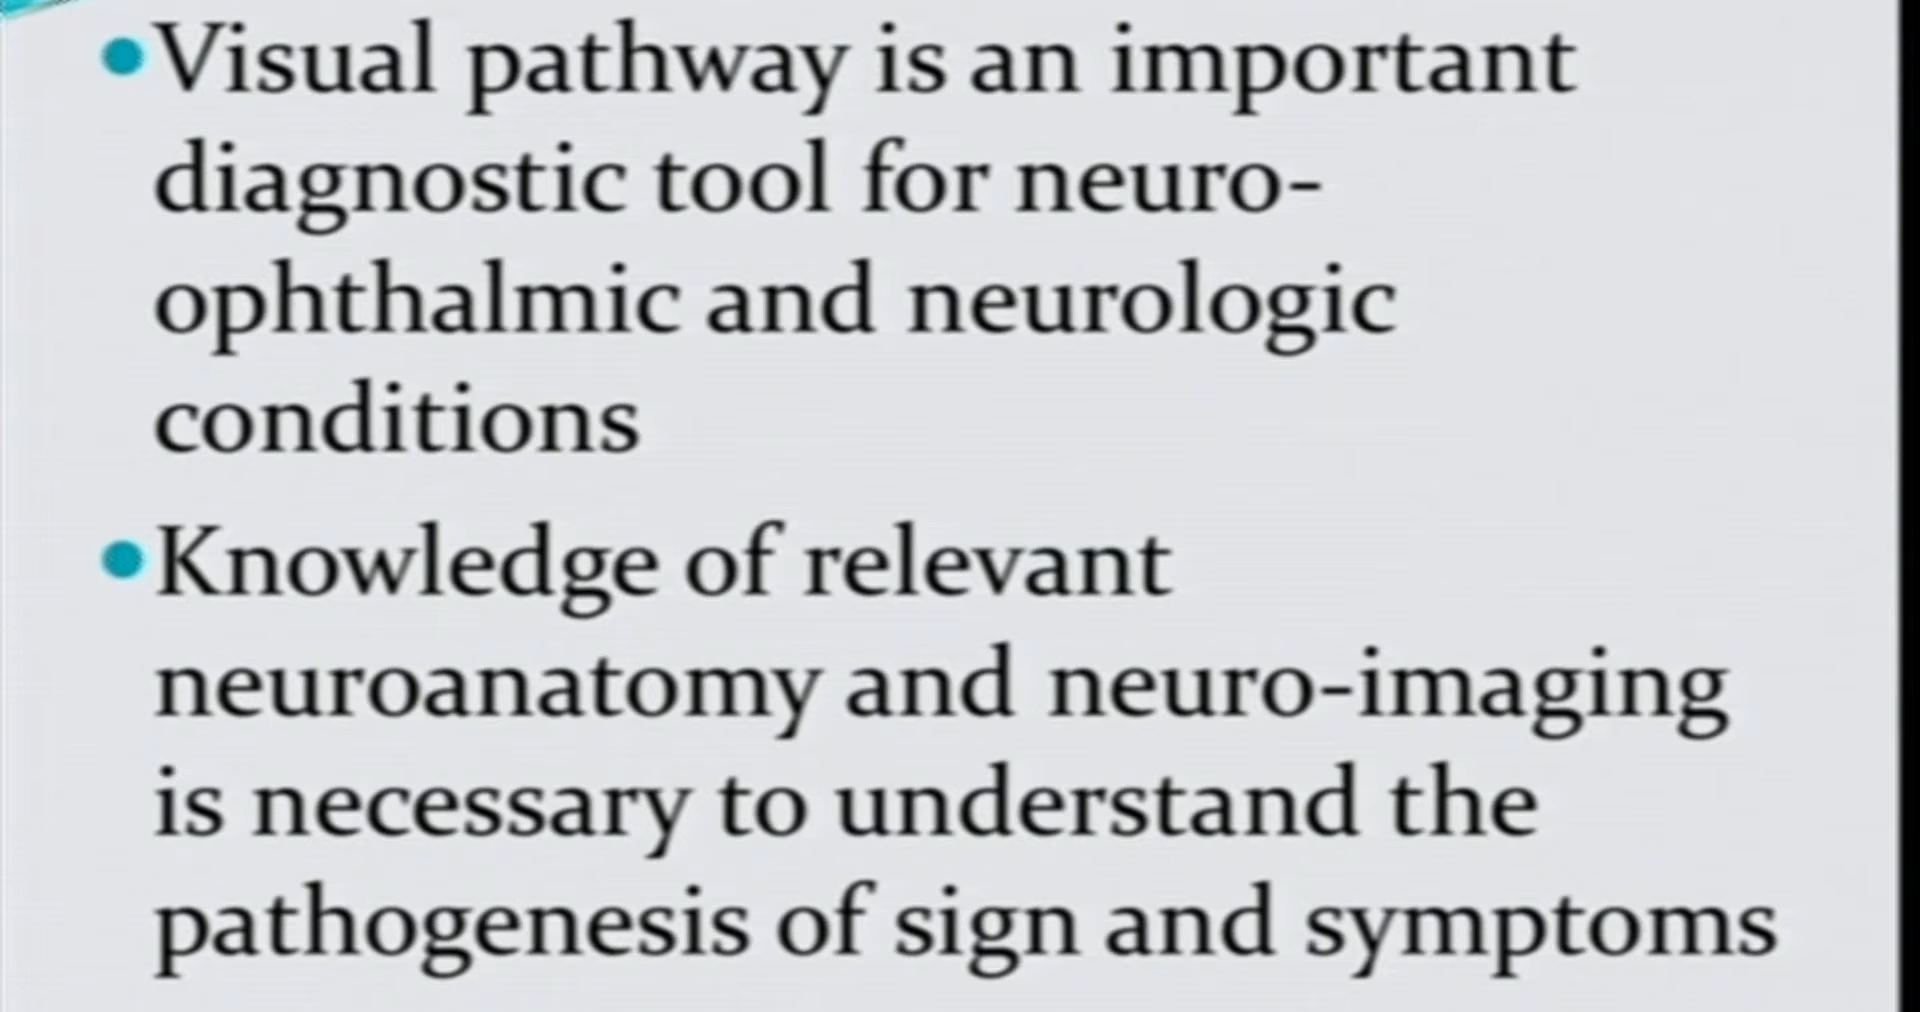 •Visual pathway is an important
diagnostic tool for neuro-
ophthalmic and neurologic
conditions
•Knowledge of relevant
neuroanatomy and neuro-imaging
is necessary to understand the
pathogenesis of sign and symptoms